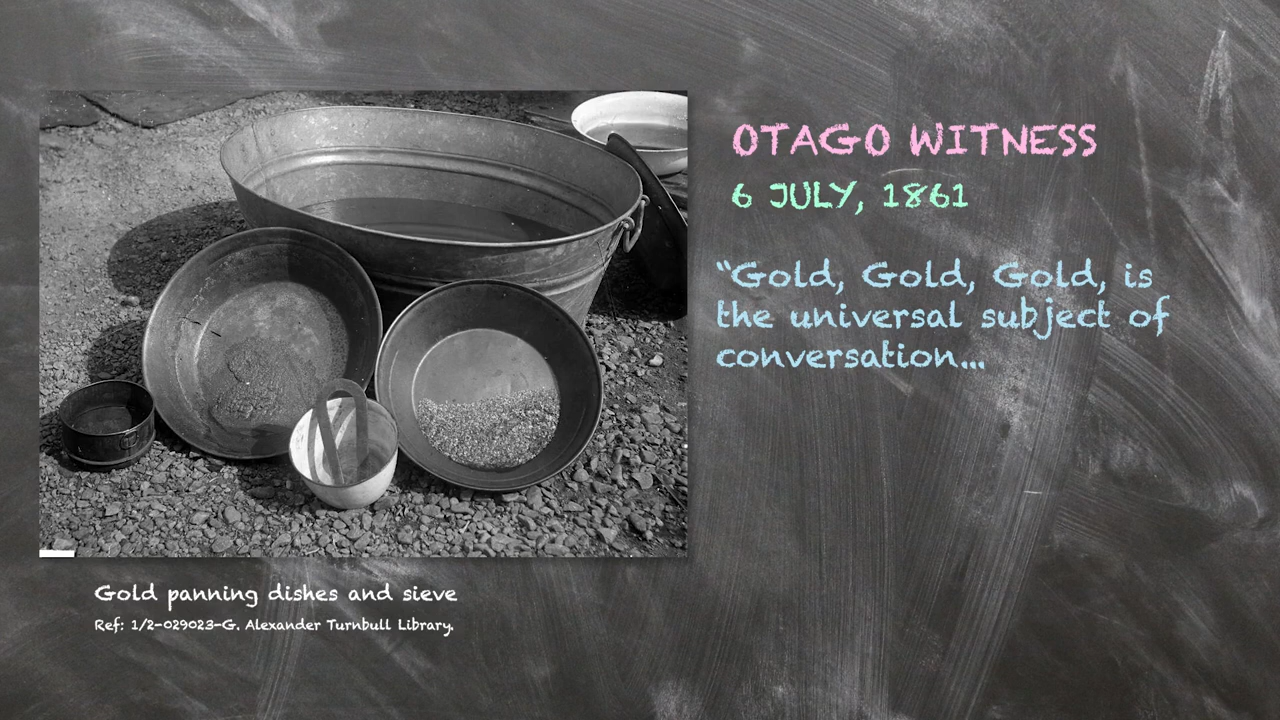 OTAGO WITNESS
6 JULY, 1861
“Gold, Gold, Gold, is
the universal subject of
conversation...
Gold panning dishes and sieve
Ref: 1/2-029023-G. Alexander Turnbull Library.